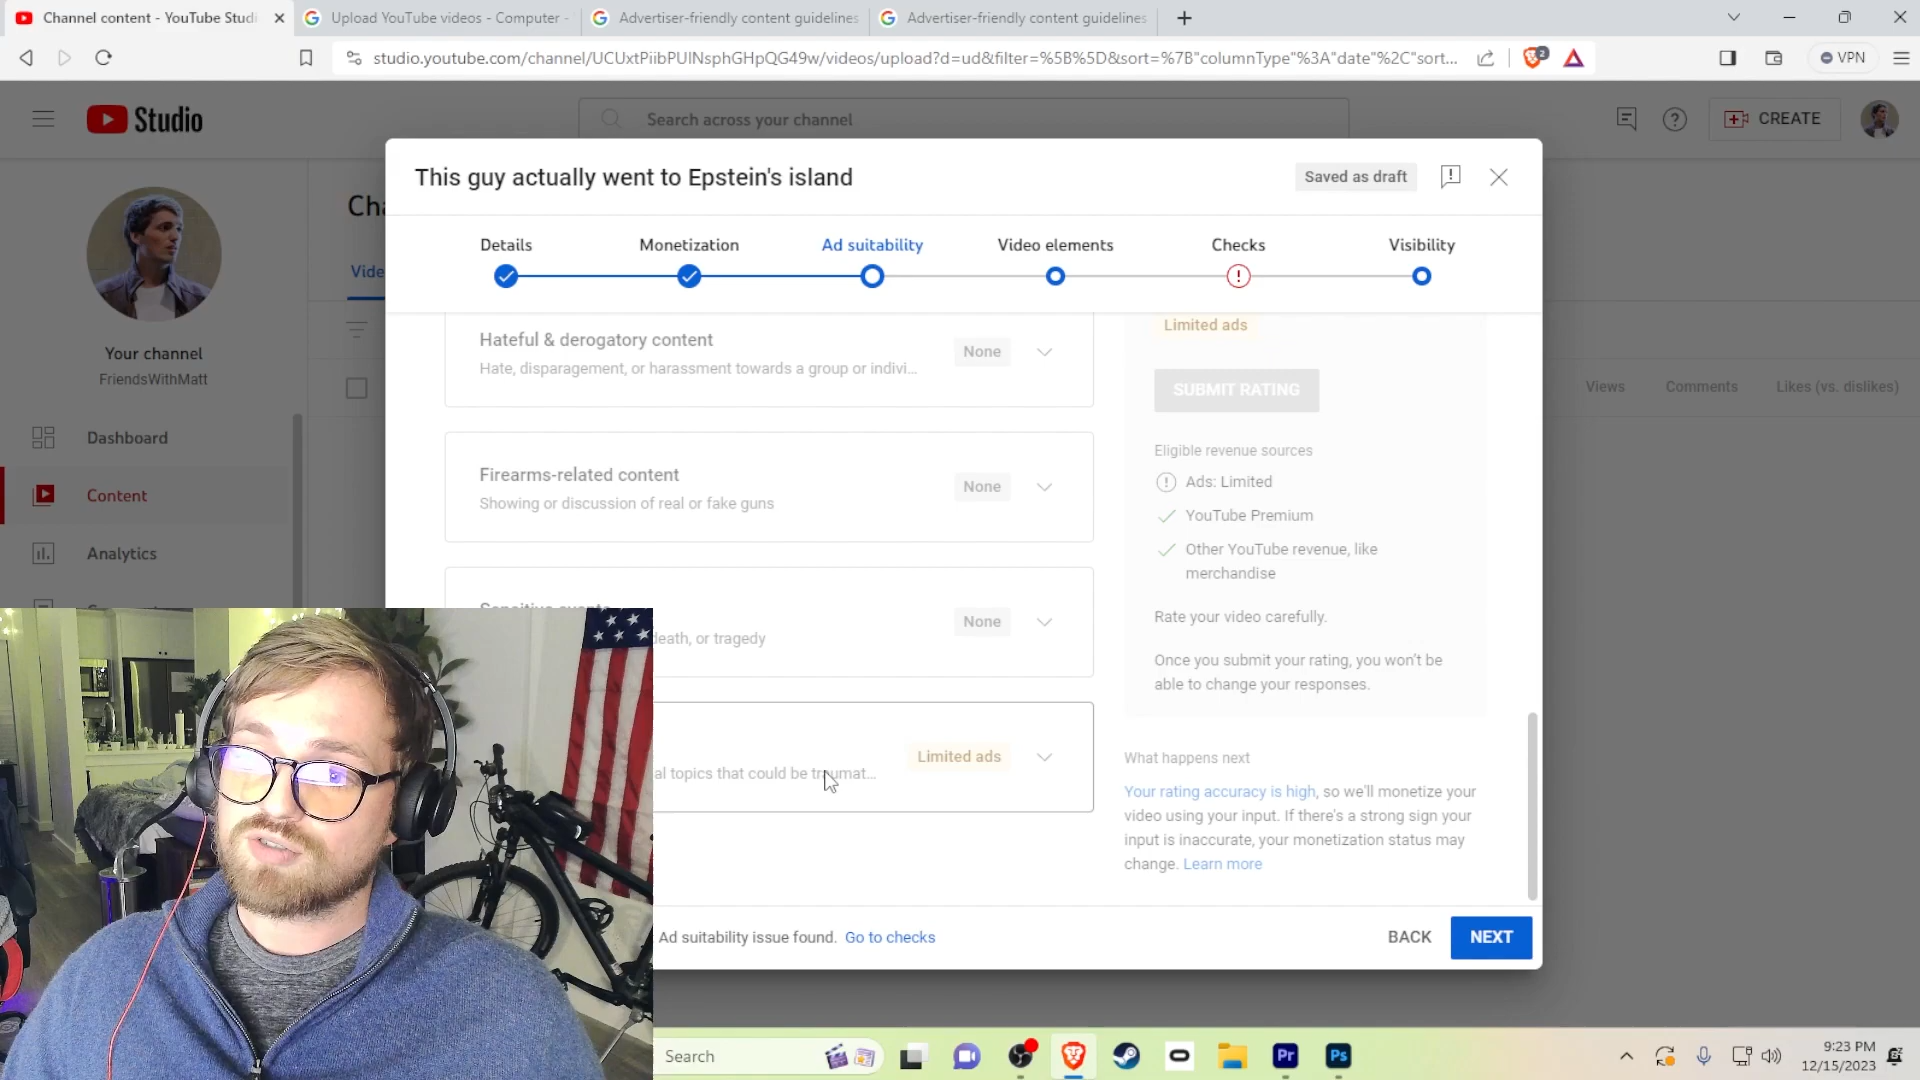 Channel content - YouTube Studi
Upload YouTube videos - Computer -
Advertiser-friendly content guidelines
Advertiser-friendly content guidelines
studio.youtube.com/channel/UCUxtPiibPUlNsphGHpQG49w/videos/upload?d=ud&filter=%5B%5D&sort=%7B"columnType"%3A"date"%2C"sort...
2
VPN
Studio
Search across your channel
CREATE
This guy actually went to Epstein's island
Saved as draft
Cha
Details
Monetization
Ad suitability
Video elements
Checks
Visibility
Vide
Your channel
FriendsWithMatt
Dashboard
Content
Analytics
Hateful & derogatory content
Hate, disparagement, or harassment towards a group or indivi...
None
Firearms-related content
Showing or discussion of real or fake guns
None
death, or tragedy
None
al topics that could be traumat...
Limited ads
Limited ads
SUBMIT RATING
Eligible revenue sources
Ads: Limited
YouTube Premium
Other YouTube revenue, like
merchandise
Rate your video carefully.
Once you submit your rating, you won't be
able to change your responses.
What happens next
Your rating accuracy is high, so we'll monetize your
video using your input. If there's a strong sign your
input is inaccurate, your monetization status may
change. Learn more
Views
Comments
Likes (vs. dislikes)
Ad suitability issue found. Go to checks
BACK
NEXT
Search
Pr
Ps
9:23 PM
12/15/2023